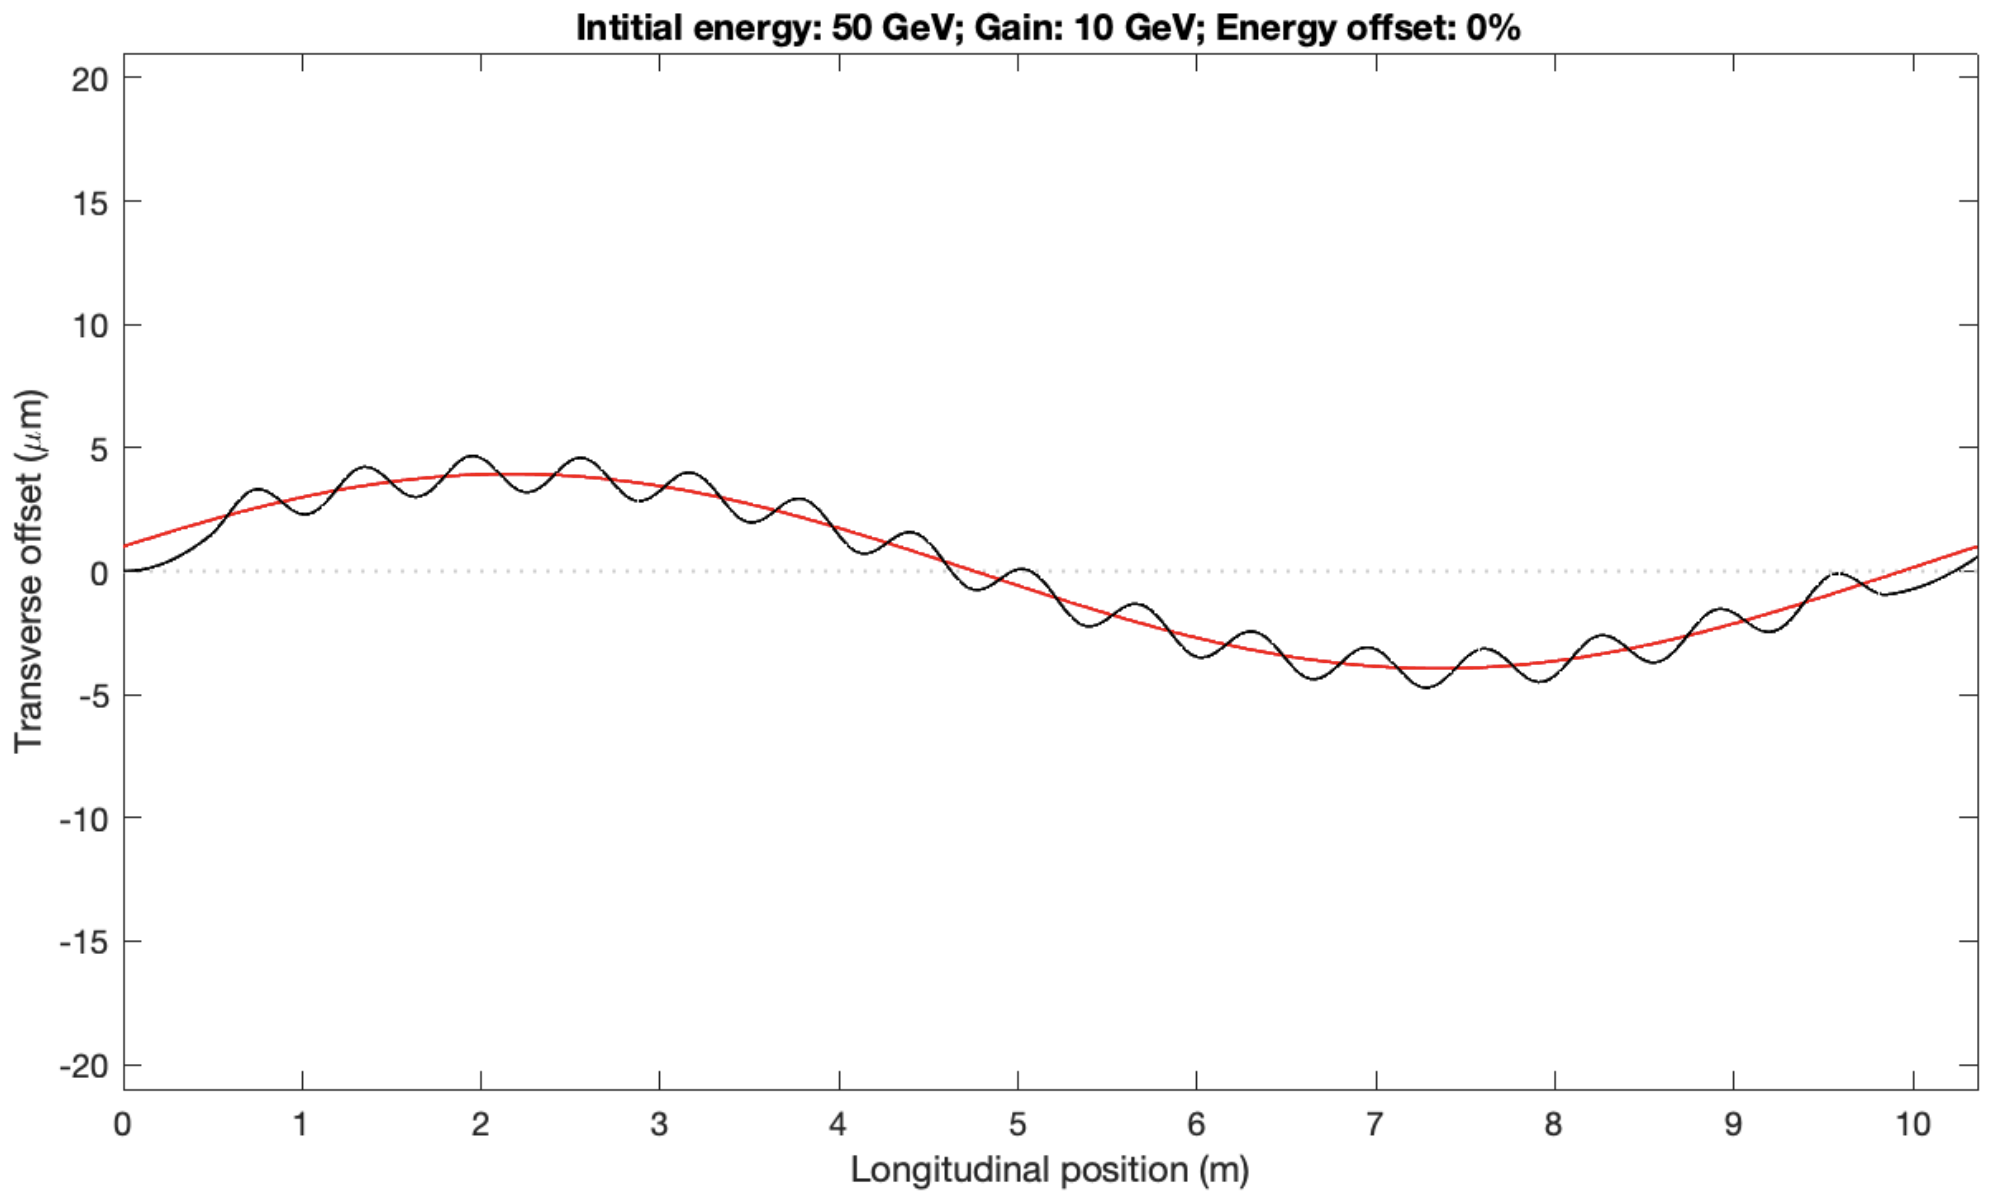 Intitial energy: 50 GeV; Gain: 10 GeV; Energy offset: 0%
20
15
10
5
0
-5
-10
-15
-20
Transverse offset (μm)
0 1 2 3 4 5 6 7 8 9 10
Longitudinal position (m)